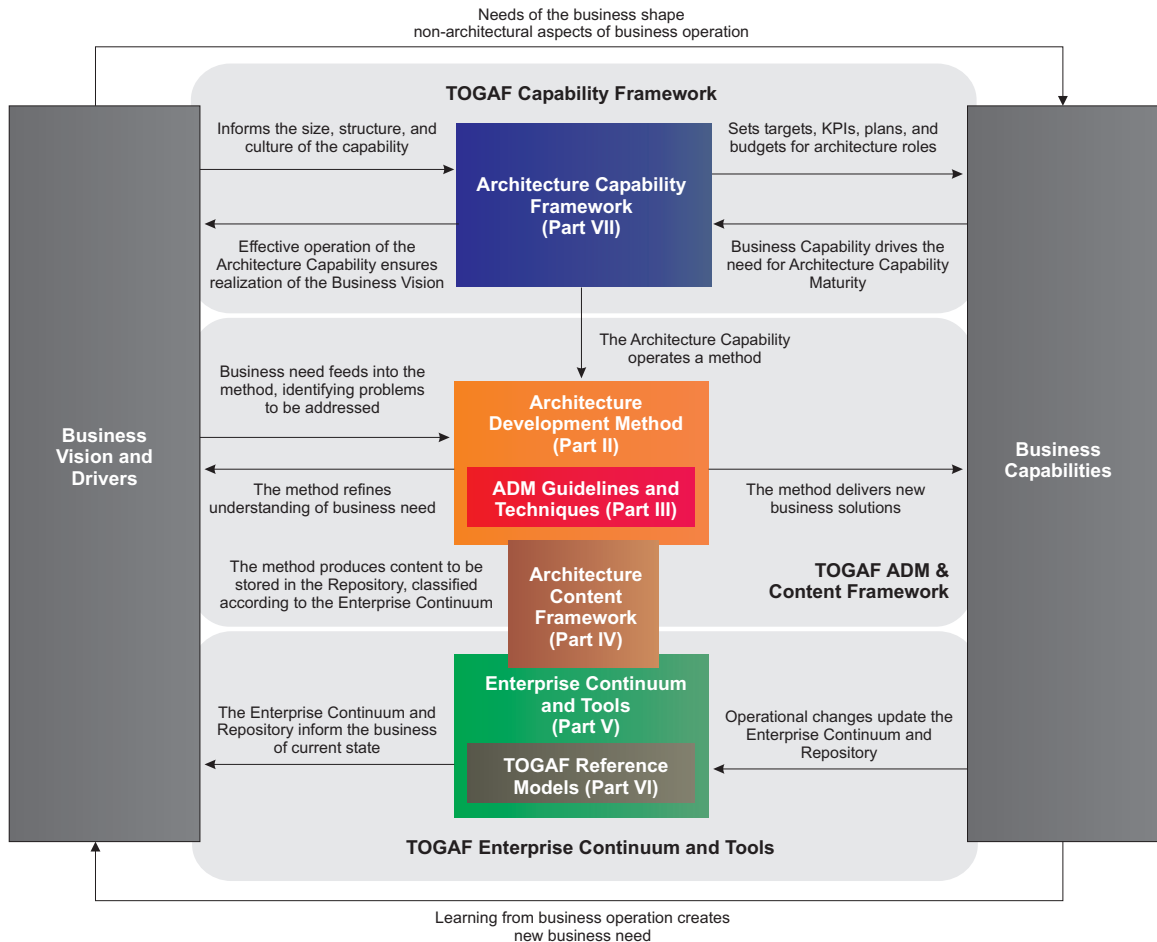 Needs of the business shape
non-architectural aspects of business operation
TOGAF Capability Framework
Informs the size, structure, and
culture of the capability
Architecture Capability
Framework
(Part VII)
Sets targets, KPIs, plans, and
budgets for architecture roles
Effective operation of the
Architecture Capability ensures
realization of the Business Vision
Business Capability drives the
need for Architecture Capability
Maturity
The Architecture Capability
operates a method
Business need feeds into the
method, identifying problems
to be addressed
Business
Vision and
Drivers
Architecture
Development Method
(Part II)
ADM Guidelines and
Techniques (Part III)
Business
Capabilities
The method refines
understanding of business need
The method delivers new
business solutions
The method produces content to be
stored in the Repository, classified
according to the Enterprise Continuum
Architecture
Content
Framework
(Part IV)
TOGAF ADM &
Content Framework
Enterprise Continuum
and Tools
(Part V)
TOGAF Reference
Models (Part VI)
The Enterprise Continuum and
Repository inform the business
of current state
Operational changes update the
Enterprise Continuum and
Repository
TOGAF Enterprise Continuum and Tools
Learning from business operation creates
new business need